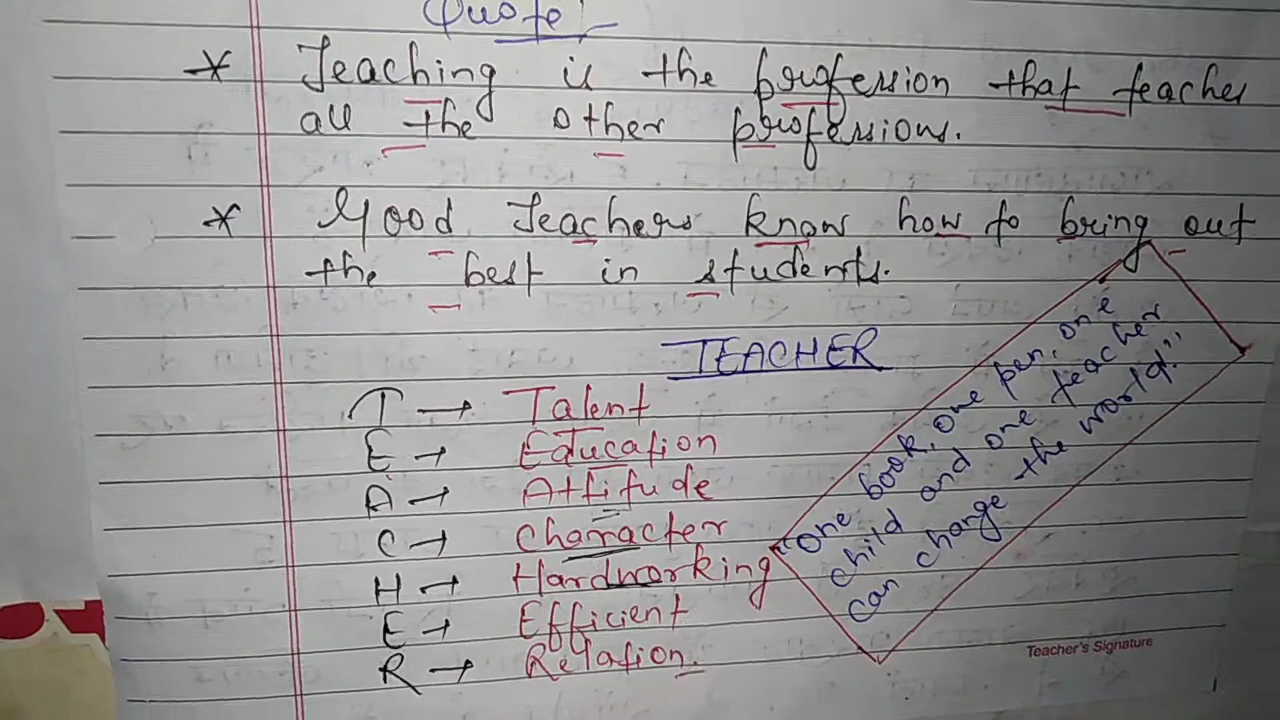 Quote:-
* Teaching is the profession that teaches
all the other professions.
* Good Teachers know how to bring out
the best in students.
TEACHER
T → Talent
E → Education
A → Attitude
C → Character
H → Hardworking
E → Efficient
R → Relation.
"One book, one pen, one
child and one teacher
can change the world."
Teacher's Signature